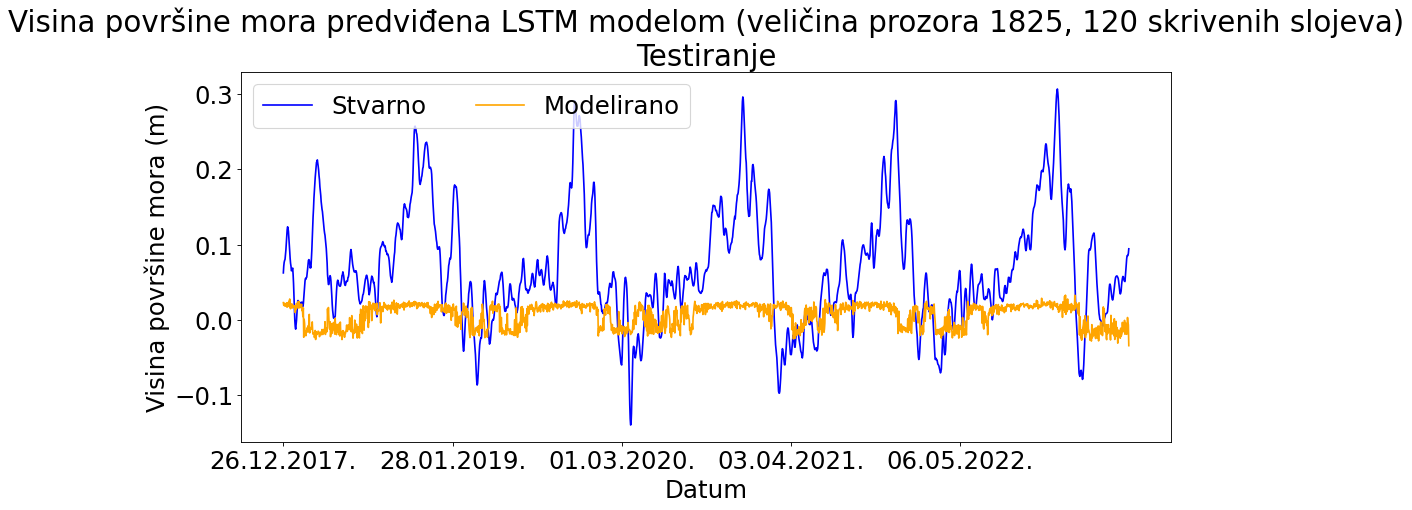 Visina površine mora predviđena LSTM modelom (veličina prozora 1825, 120 skrivenih slojeva)
Testiranje
Stvarno Modelirano
Visina površine mora (m)
0.3
0.2
0.1
0.0
−0.1
26.12.2017. 28.01.2019. 01.03.2020. 03.04.2021. 06.05.2022.
Datum